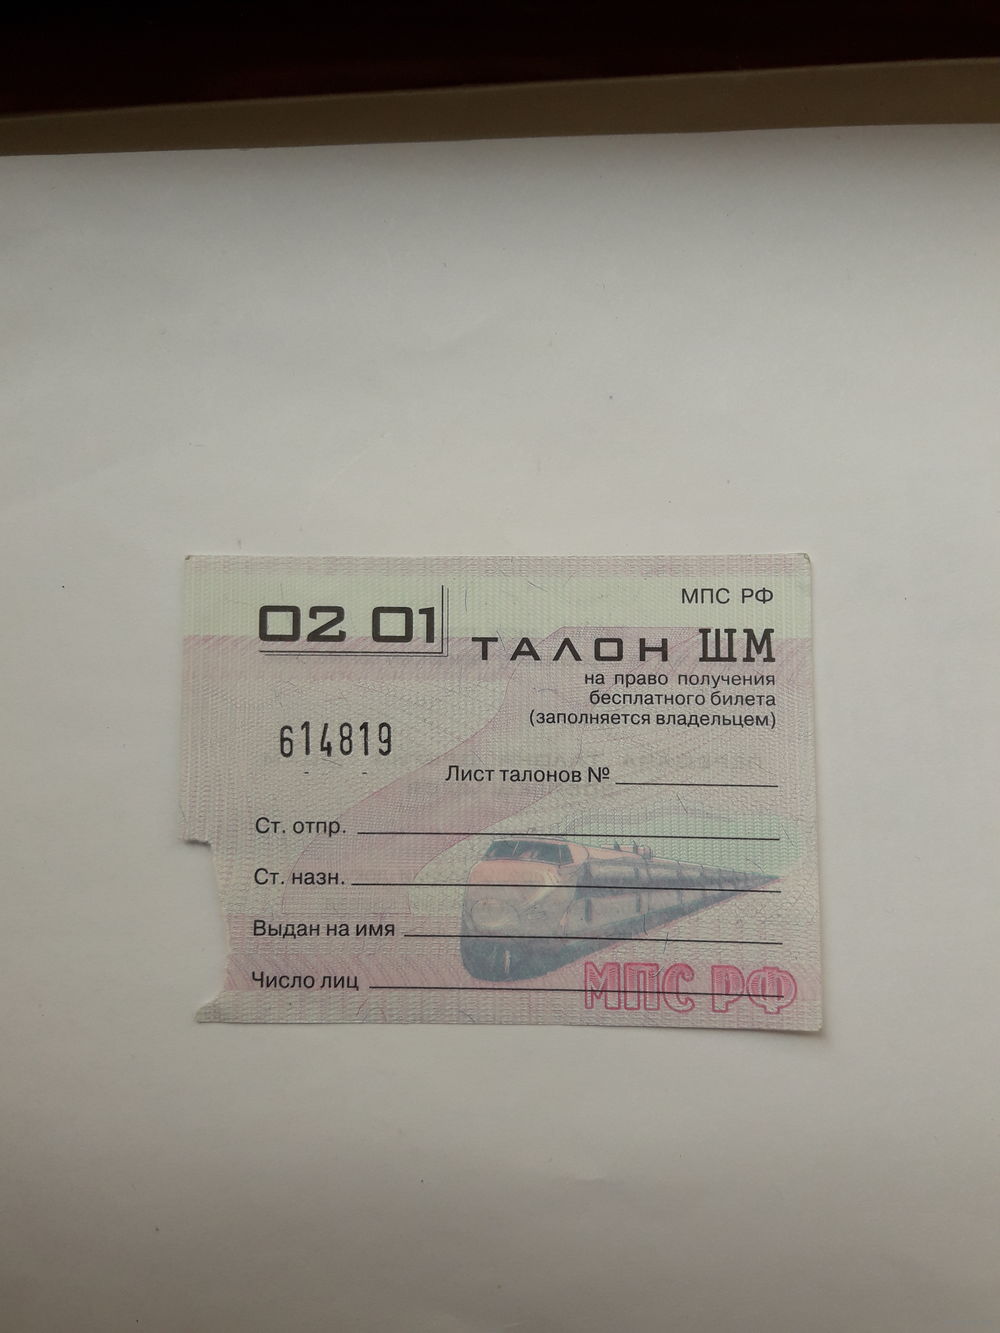 МПС РФ
02 01
ТАЛОН ШМ
на право получения
бесплатного билета
(заполняется владельцем)
614819
Лист талонов №
Ст. отпр.
Ст. назн.
Выдан на имя
Число лиц
МПС РФ